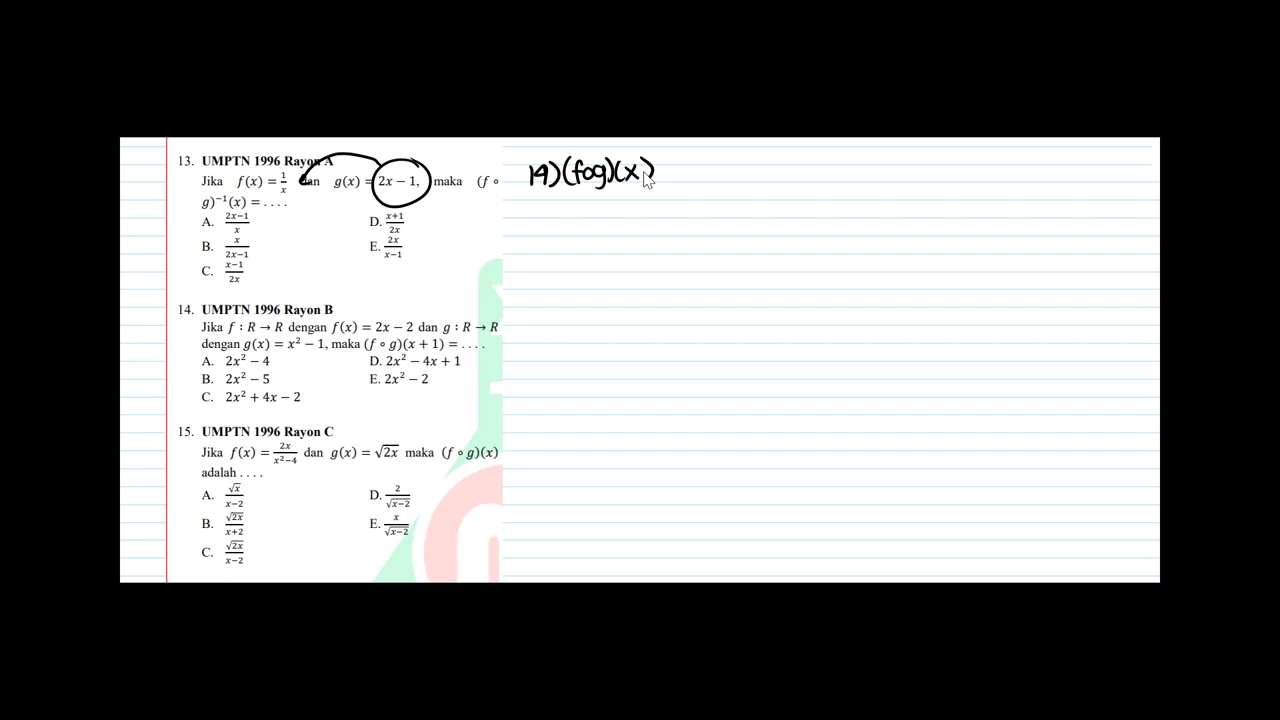 13. UMPTN 1996 Rayon A
Jika f(x) = 1/x dan g(x) = 2x − 1, maka (f ∘
g)⁻¹(x) = . . . .
A. (2x−1)/x D. (x+1)/2x
B. x/(2x−1) E. 2x/(x−1)
C. (x−1)/2x
14. UMPTN 1996 Rayon B
Jika f : R → R dengan f(x) = 2x − 2 dan g : R → R
dengan g(x) = x² − 1, maka (f ∘ g)(x + 1) = . . . .
A. 2x² − 4 D. 2x² − 4x + 1
B. 2x² − 5 E. 2x² − 2
C. 2x² + 4x − 2
15. UMPTN 1996 Rayon C
Jika f(x) = 2x/(x²−4) dan g(x) = √2x maka (f ∘ g)(x)
adalah . . . .
A. √x/(x−2) D. 2/√(x−2)
B. √2x/(x+2) E. x/√(x−2)
C. √2x/(x−2)
14) (fog)(x)